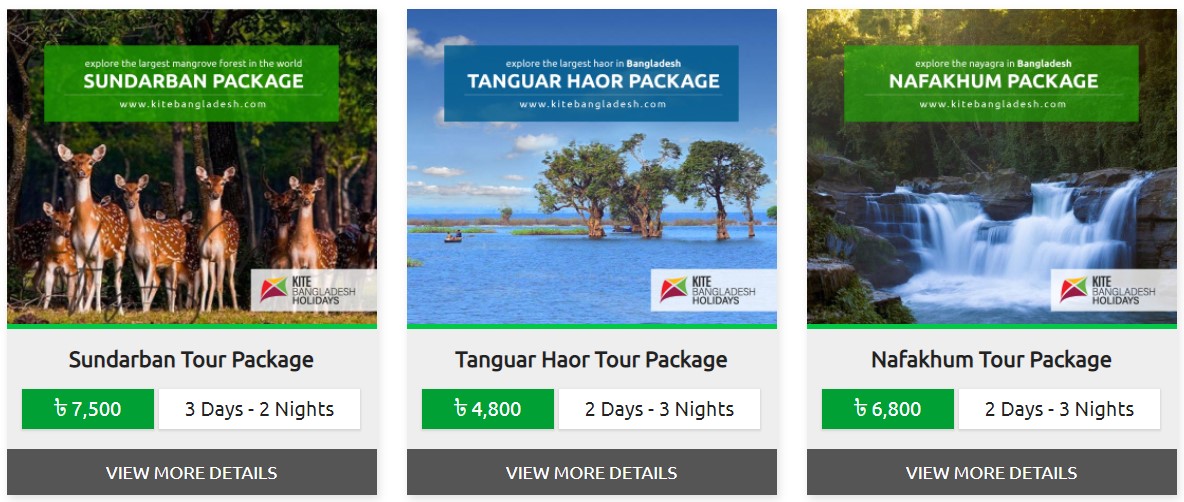 explore the largest mangrove forest in the world
SUNDARBAN PACKAGE
www.kitebangladesh.com
KITE
BANGLADESH
HOLIDAYS
Sundarban Tour Package
৳ 7,500
3 Days - 2 Nights
VIEW MORE DETAILS
explore the largest haor in Bangladesh
TANGUAR HAOR PACKAGE
www.kitebangladesh.com
KITE
BANGLADESH
HOLIDAYS
Tanguar Haor Tour Package
৳ 4,800
2 Days - 3 Nights
VIEW MORE DETAILS
explore the nayagra in Bangladesh
NAFAKHUM PACKAGE
www.kitebangladesh.com
KITE
BANGLADESH
HOLIDAYS
Nafakhum Tour Package
৳ 6,800
2 Days - 3 Nights
VIEW MORE DETAILS